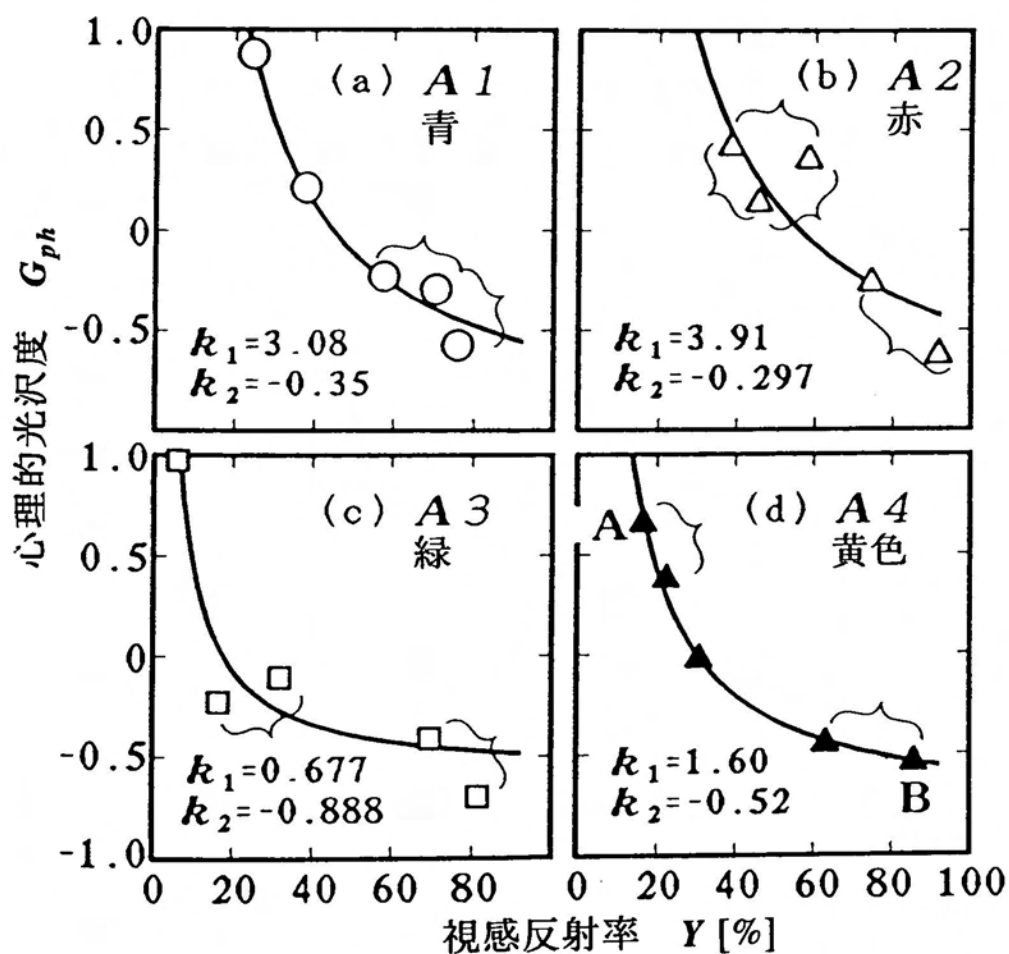 心理的光沢度 G_ph
1.0
0.5
0
-0.5
(a) A1
青
k₁=3.08
k₂=-0.35
(b) A2
赤
k₁=3.91
k₂=-0.297
1.0
0.5
0
-0.5
-1.0
(c) A3
緑
k₁=0.677
k₂=-0.888
A
(d) A4
黄色
k₁=1.60
k₂=-0.52
B
0 20 40 60 80
0 20 40 60 80 100
視感反射率 Y [%]